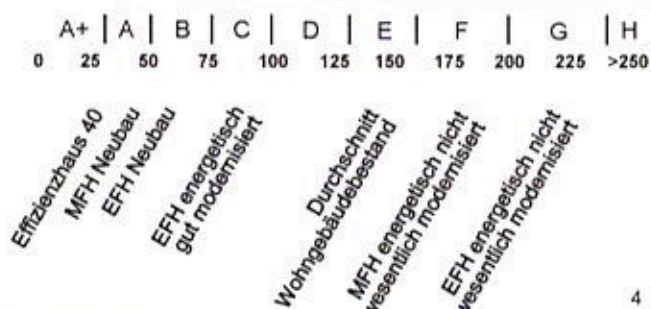 A+ | A | B | C | D | E | F | G | H
0 25 50 75 100 125 150 175 200 225 >250
Effizienzhaus 40
MFH Neubau
EFH Neubau
EFH energetisch
gut modernisiert
Durchschnitt
Wohngebäudebestand
MFH energetisch nicht
wesentlich modernisiert
EFH energetisch nicht
wesentlich modernisiert
4